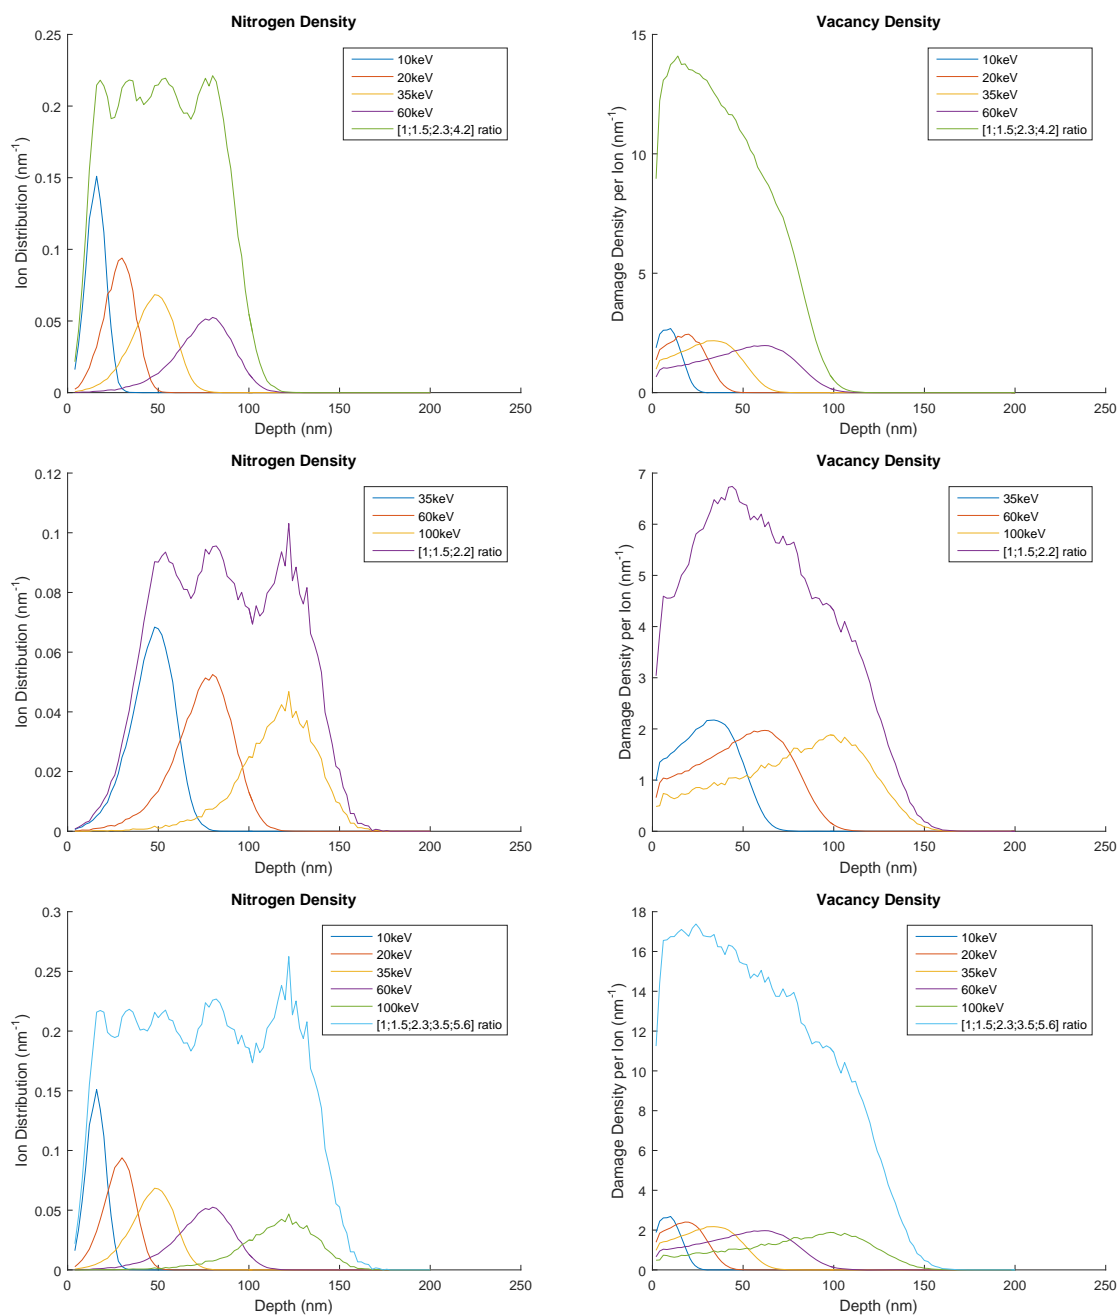 Nitrogen Density
0.25
0.2
0.15
0.1
0.05
0
Ion Distribution (nm-1)
0 50 100 150 200 250
Depth (nm)
10keV
20keV
35keV
60keV
[1;1.5;2.3;4.2] ratio
Vacancy Density
15
10
5
0
Damage Density per Ion (nm-1)
0 50 100 150 200 250
Depth (nm)
10keV
20keV
35keV
60keV
[1;1.5;2.3;4.2] ratio
Nitrogen Density
0.12
0.1
0.08
0.06
0.04
0.02
0
Ion Distribution (nm-1)
0 50 100 150 200 250
Depth (nm)
35keV
60keV
100keV
[1;1.5;2.2] ratio
Vacancy Density
7
6
5
4
3
2
1
0
Damage Density per Ion (nm-1)
0 50 100 150 200 250
Depth (nm)
35keV
60keV
100keV
[1;1.5;2.2] ratio
Nitrogen Density
0.3
0.25
0.2
0.15
0.1
0.05
0
Ion Distribution (nm-1)
0 50 100 150 200 250
Depth (nm)
10keV
20keV
35keV
60keV
100keV
[1;1.5;2.3;3.5;5.6] ratio
Vacancy Density
18
16
14
12
10
8
6
4
2
0
Damage Density per Ion (nm-1)
0 50 100 150 200 250
Depth (nm)
10keV
20keV
35keV
60keV
100keV
[1;1.5;2.3;3.5;5.6] ratio